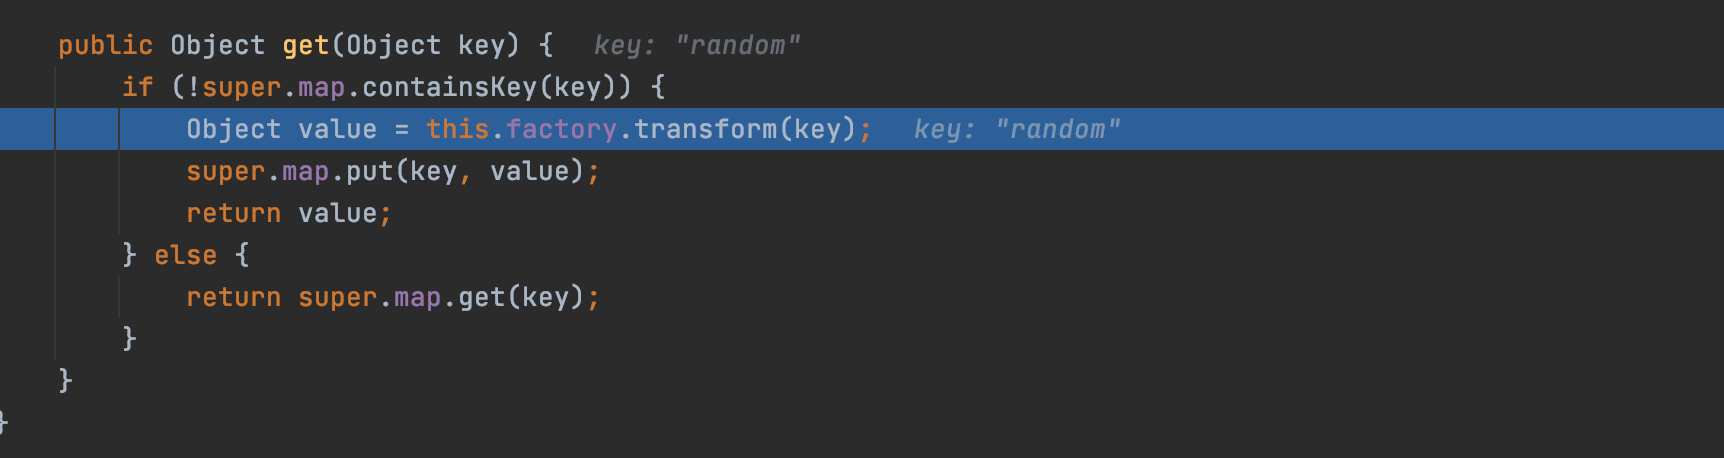 public Object get(Object key) {  key: "random"
if (!super.map.containsKey(key)) {
Object value = this.factory.transform(key);  key: "random"
super.map.put(key, value);
return value;
} else {
return super.map.get(key);
}
}
}